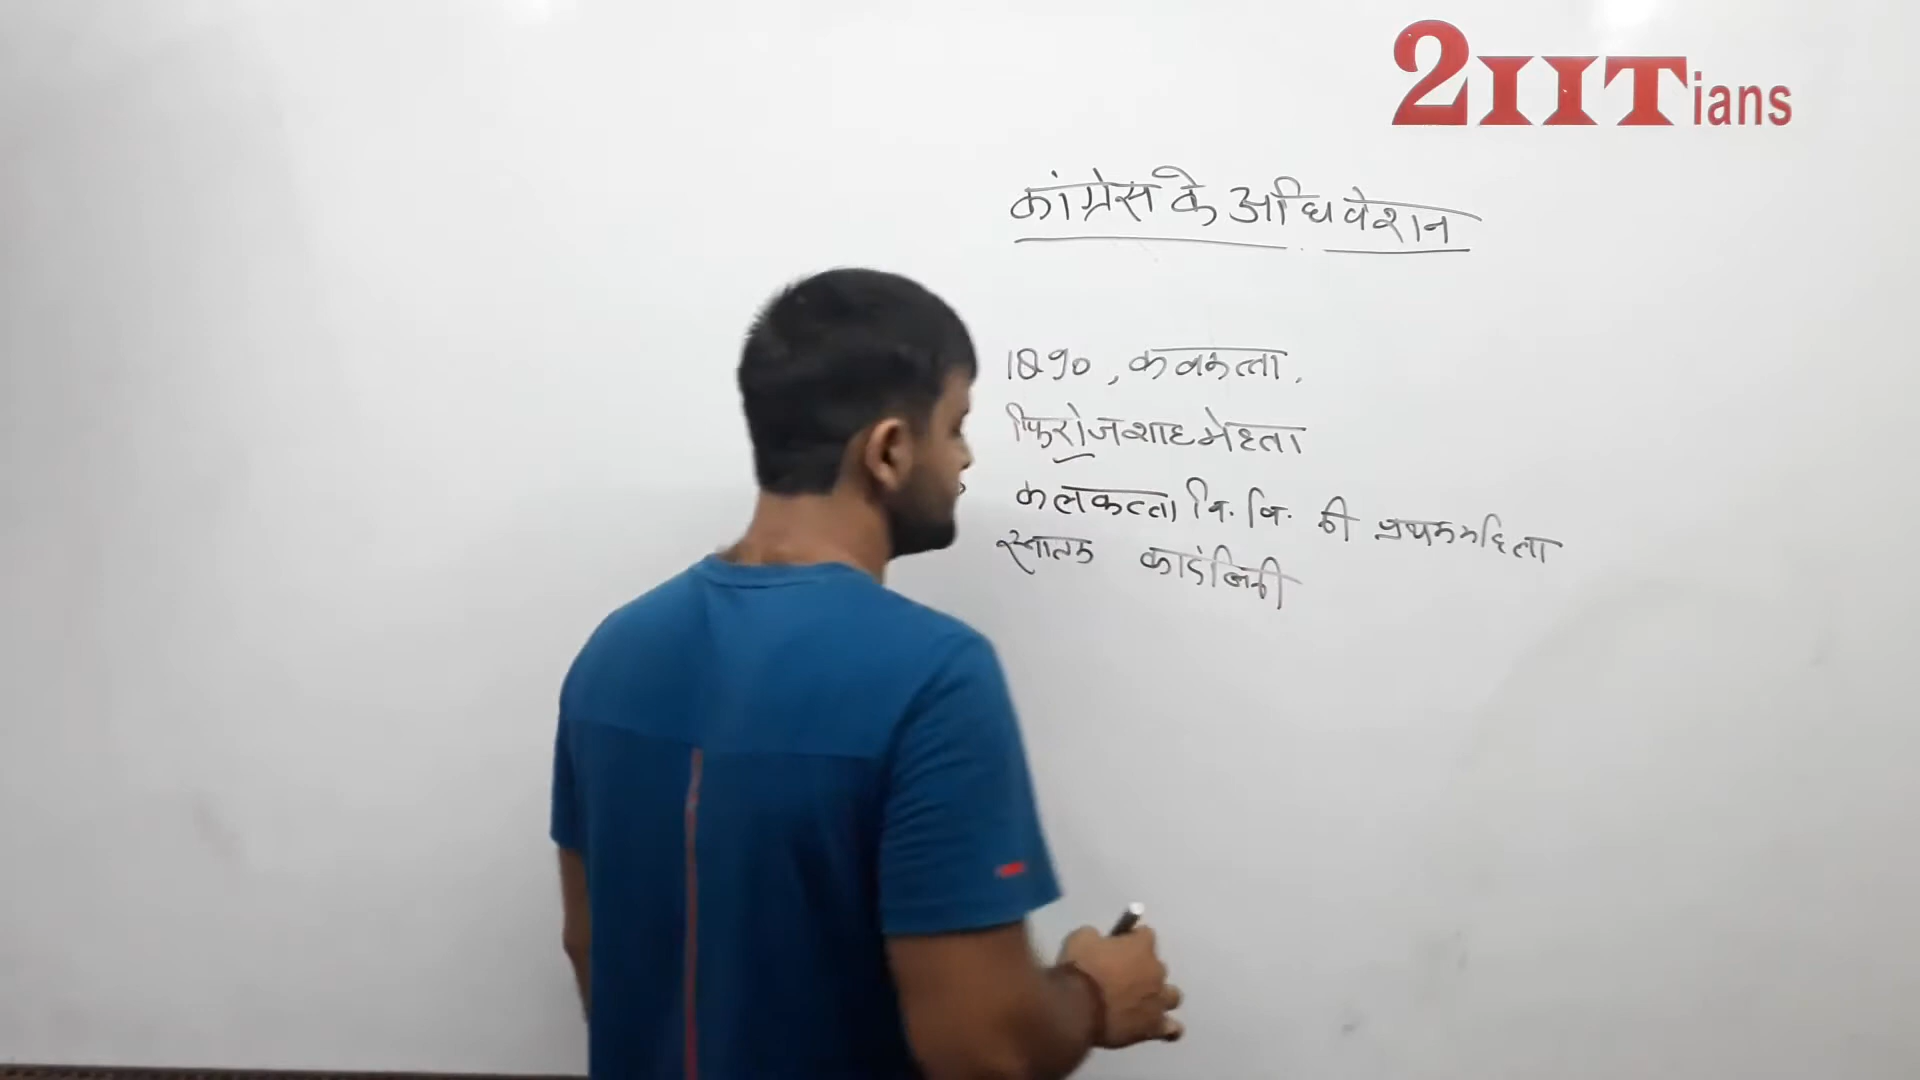 2IITians
कांग्रेस के अधिवेशन
1890, कलकत्ता,
फिरोजशाह मेहता
कलकत्ता वि. वि. की प्रथम महिला
स्नातक कादंबिनी